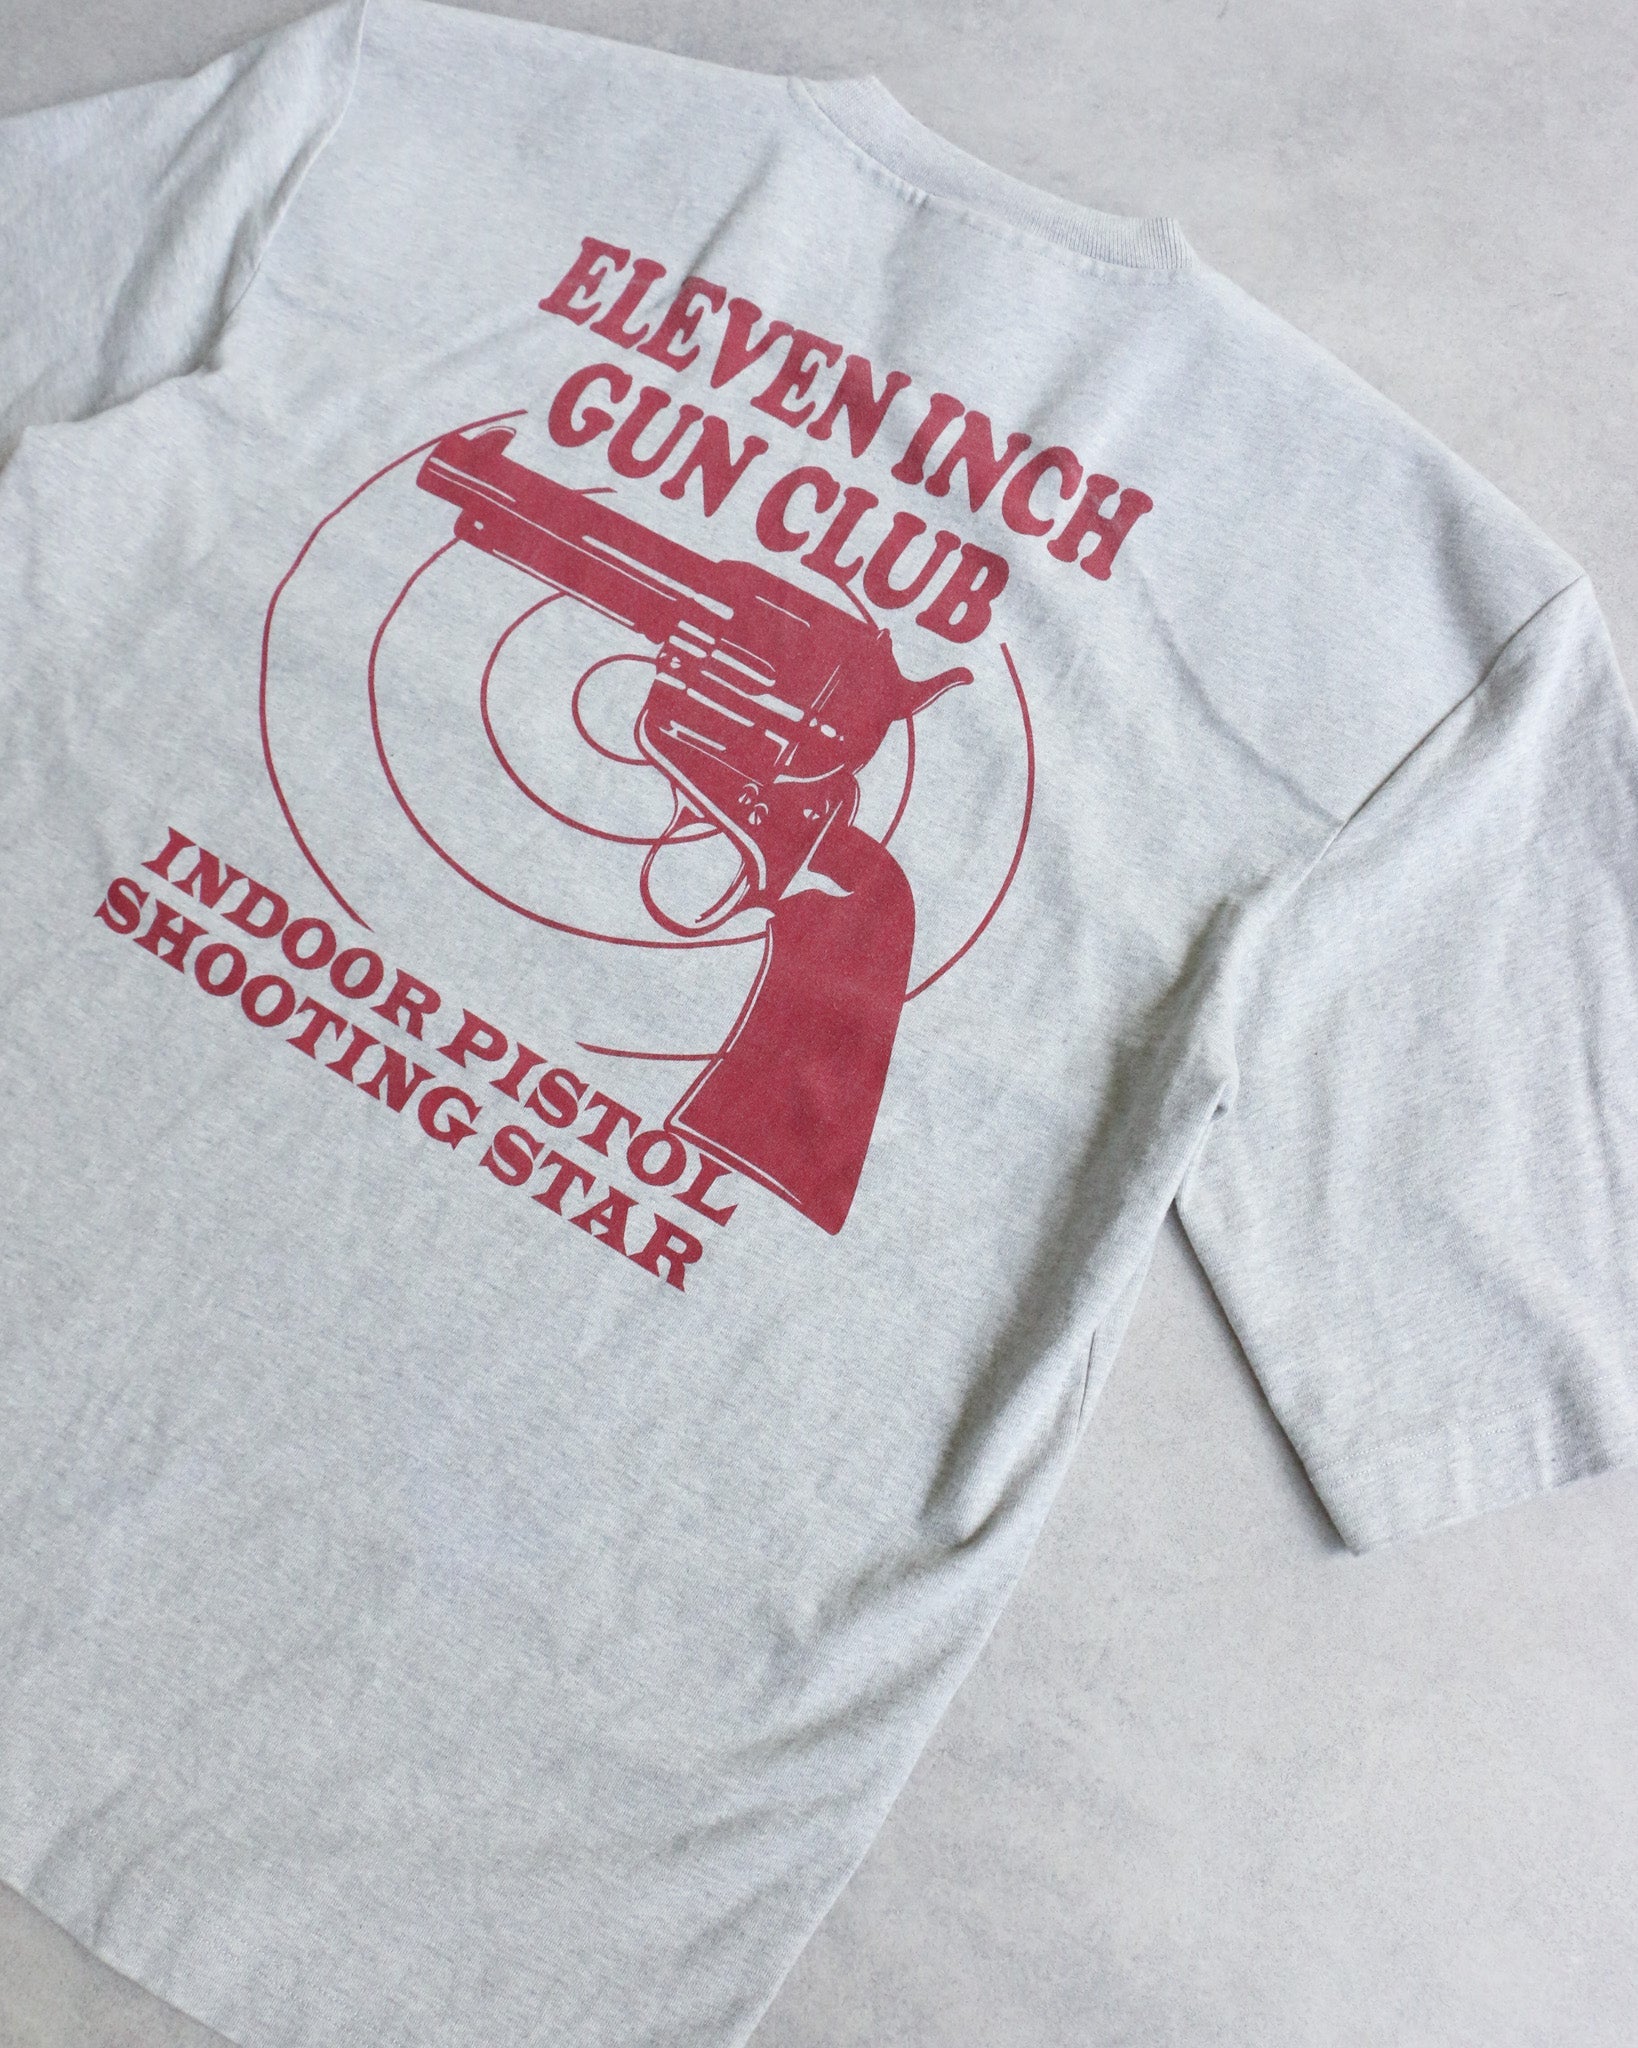 ELEVEN INCH
GUN CLUB
INDOOR PISTOL
SHOOTING STAR